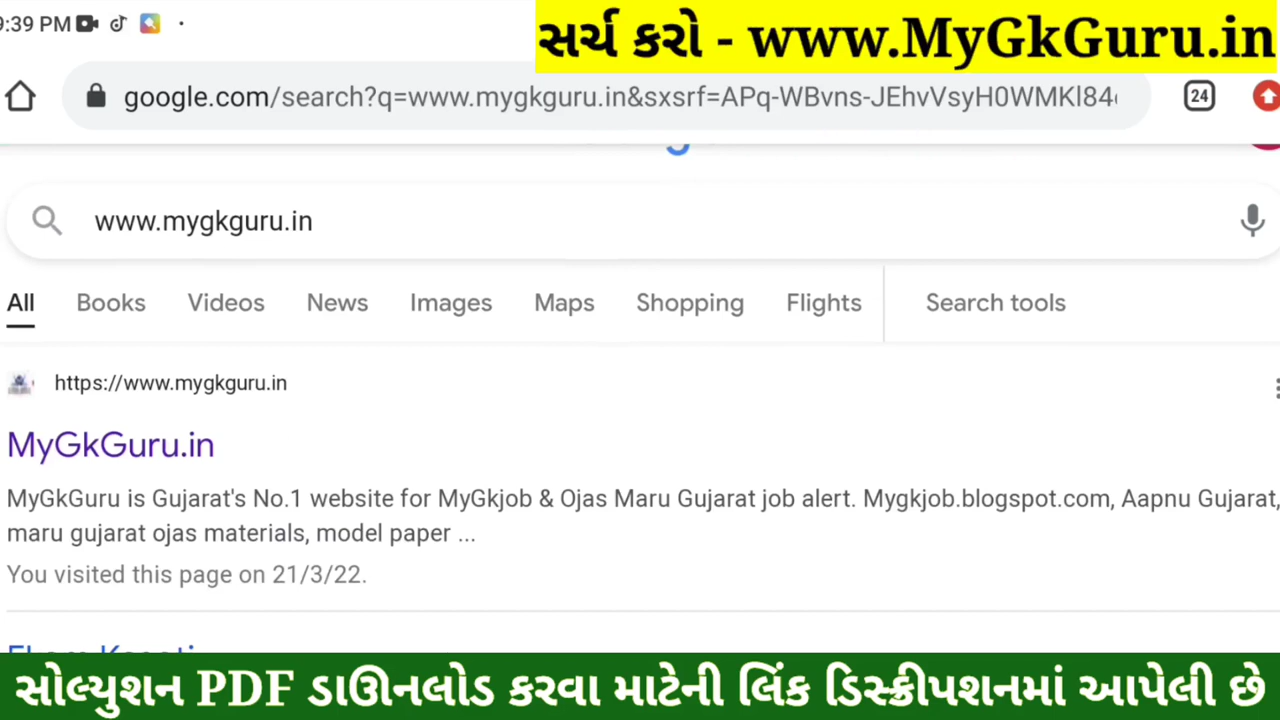 9:39 PM
સર્ચ કરો - www.MyGkGuru.in
google.com/search?q=www.mygkguru.in&sxsrf=APq-WBvns-JEhvVsyH0WMKl84
24
www.mygkguru.in
All Books Videos News Images Maps Shopping Flights Search tools
https://www.mygkguru.in
MyGkGuru.in
MyGkGuru is Gujarat's No.1 website for MyGkjob & Ojas Maru Gujarat job alert. Mygkjob.blogspot.com, Aapnu Gujarat,
maru gujarat ojas materials, model paper ...
You visited this page on 21/3/22.
સોલ્યુશન PDF ડાઊનલોડ કરવા માટેની લિંક ડિસ્ક્રીપશનમાં આપેલી છે